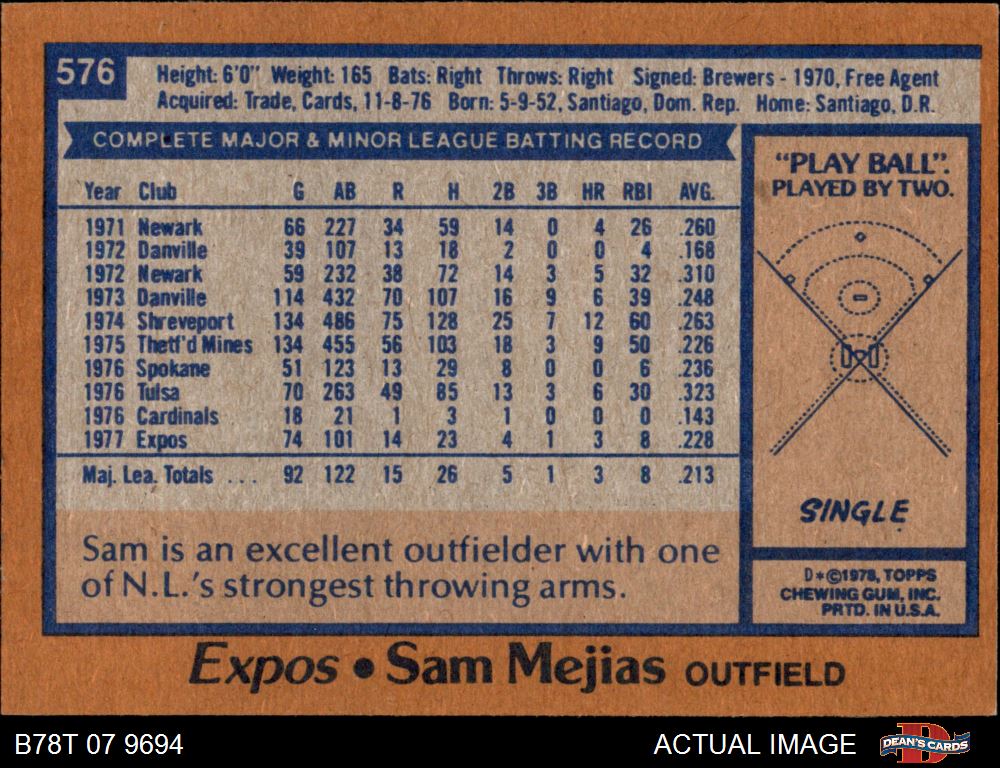 576
Height: 6'0" Weight: 165 Bats: Right Throws: Right Signed: Brewers - 1970, Free Agent
Acquired: Trade, Cards, 11-8-76 Born: 5-9-52, Santiago, Dom. Rep. Home: Santiago, D.R.
COMPLETE MAJOR & MINOR LEAGUE BATTING RECORD
Year Club G AB R H 2B 3B HR RBI AVG.
1971 Newark 66 227 34 59 14 0 4 26 .260
1972 Danville 39 107 13 18 2 0 0 4 .168
1972 Newark 59 232 38 72 14 3 5 32 .310
1973 Danville 114 432 70 107 16 9 6 39 .248
1974 Shreveport 134 486 75 128 25 7 12 60 .263
1975 Thetf'd Mines 134 455 56 103 18 3 9 50 .226
1976 Spokane 51 123 13 29 8 0 0 6 .236
1976 Tulsa 70 263 49 85 13 3 6 30 .323
1976 Cardinals 18 21 1 3 1 0 0 0 .143
1977 Expos 74 101 14 23 4 1 3 8 .228
Maj. Lea. Totals ... 92 122 15 26 5 1 3 8 .213
Sam is an excellent outfielder with one
of N.L.'s strongest throwing arms.
"PLAY BALL".
PLAYED BY TWO.
SINGLE
D*©1978, TOPPS
CHEWING GUM, INC.
PRTD. IN U.S.A.
Expos • Sam Mejias OUTFIELD
B78T 07 9694
ACTUAL IMAGE
DEAN'S CARDS